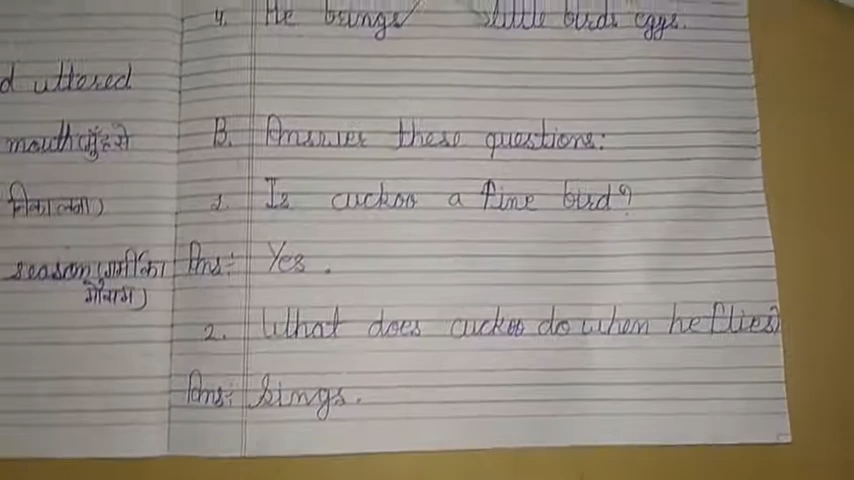 d uttered
mouth (मुँह से
निकालना)
season (गर्मी का
मौसम)
4. He brings little birds eggs.
B. Answer these questions:
1. Is cuckoo a fine bird?
Ans: Yes.
2. What does cuckoo do when he flies?
Ans: Sings.